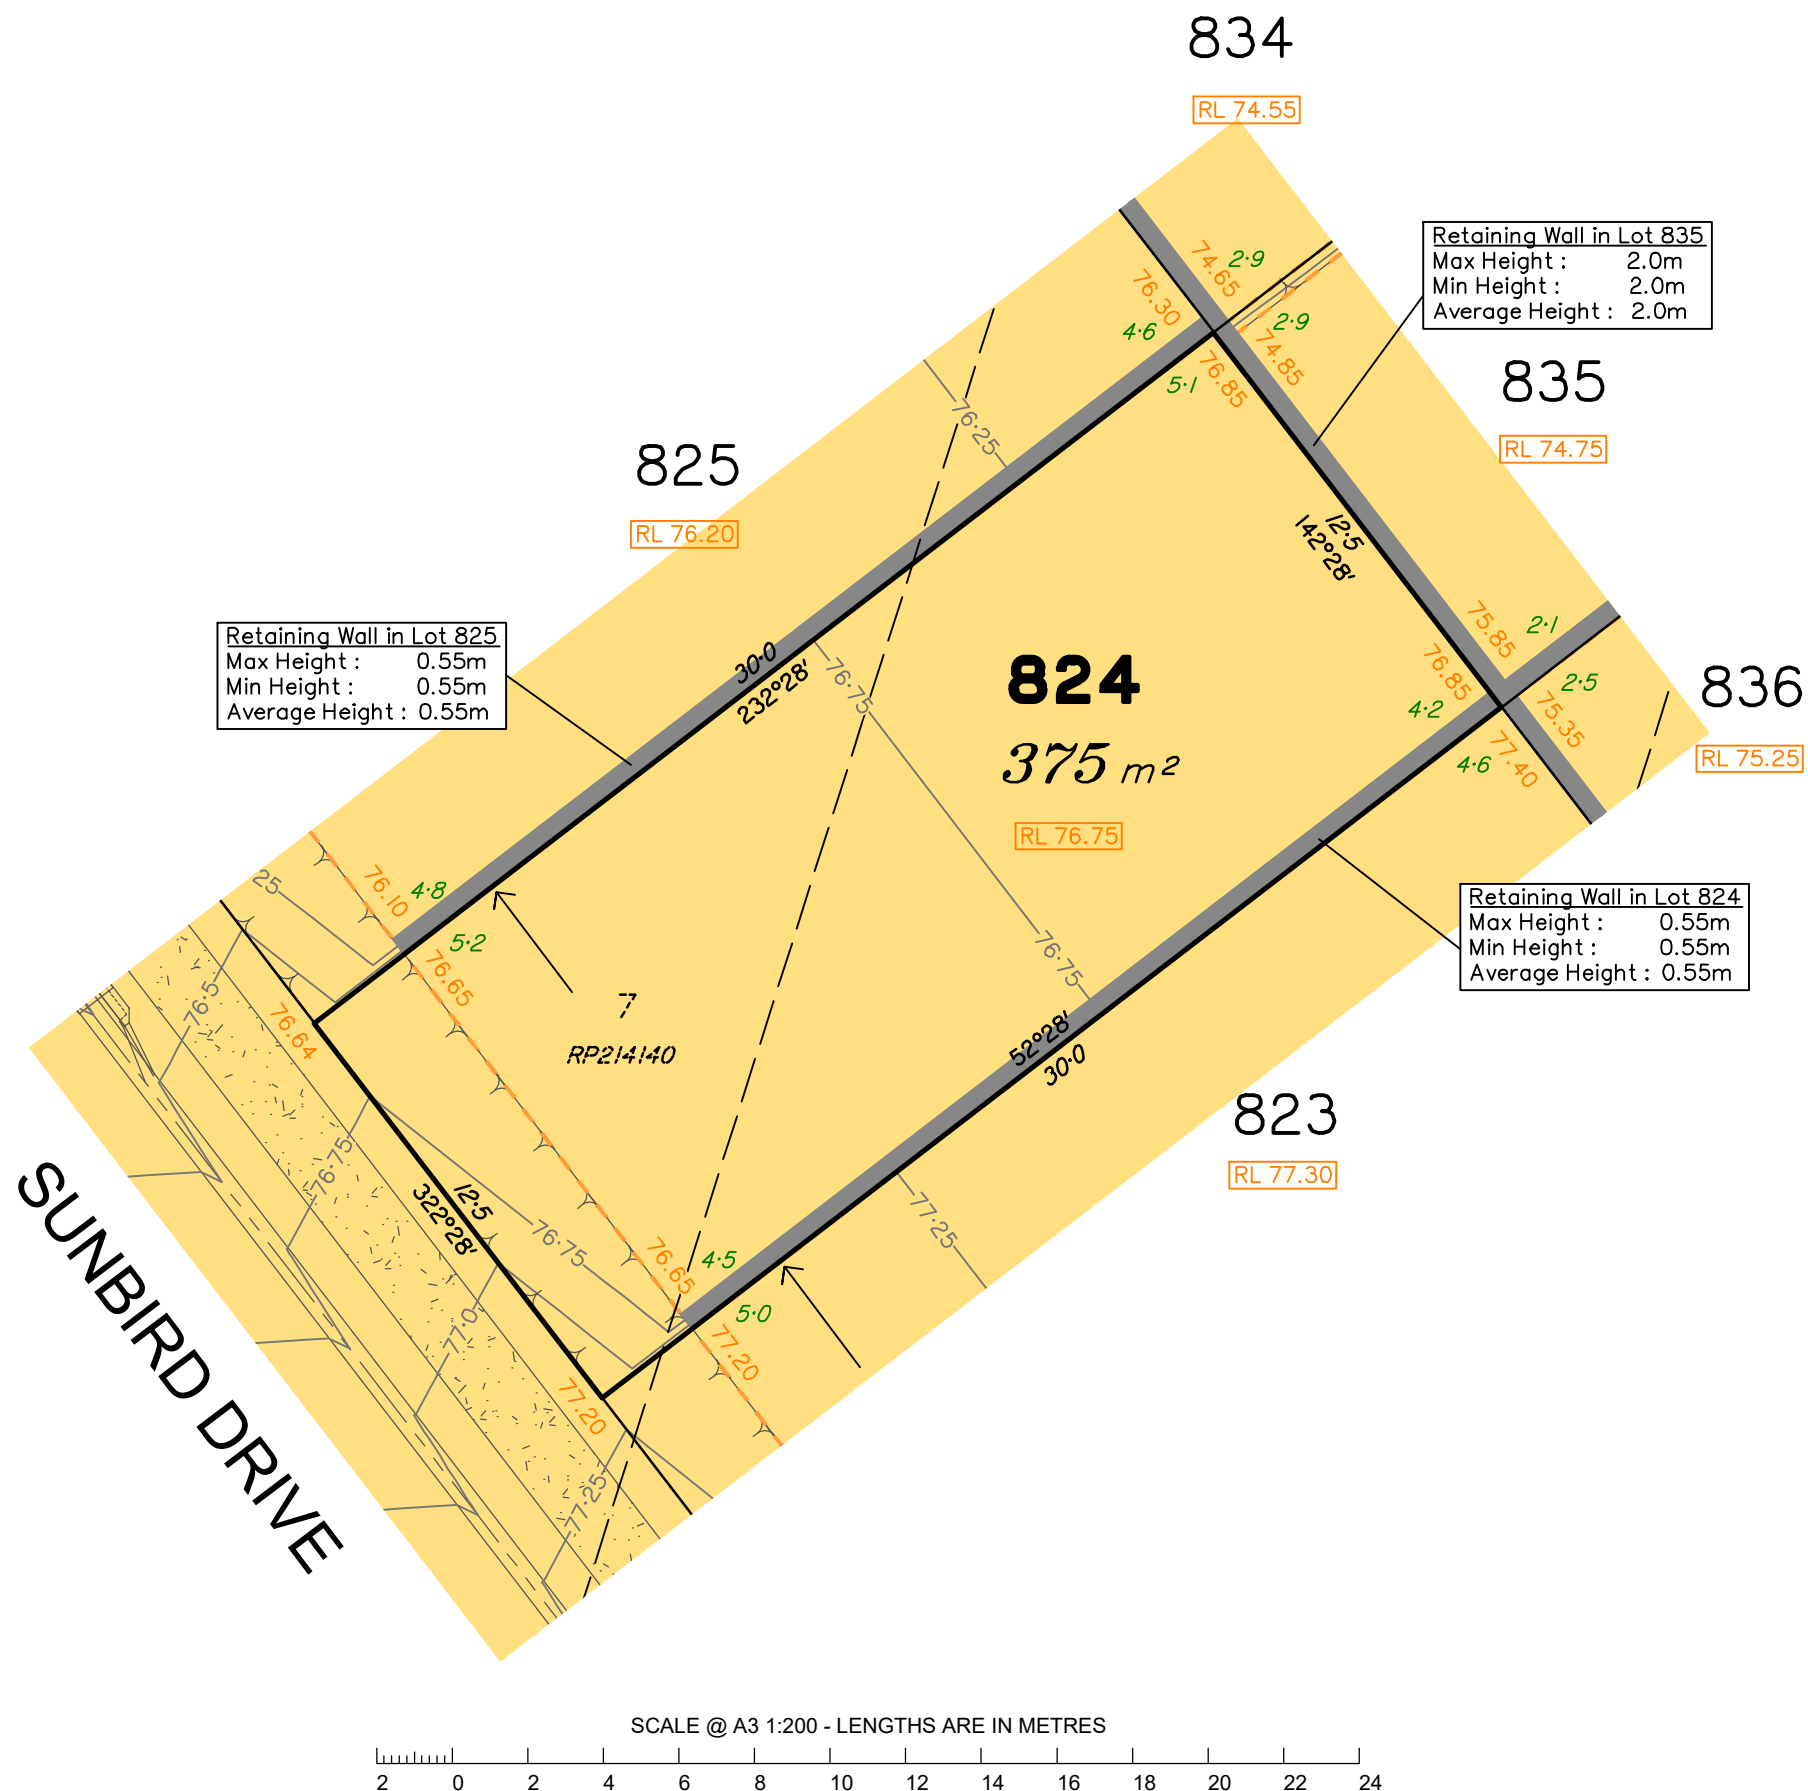 834
RL 74.55
Retaining Wall in Lot 835
Max Height : 2.0m
Min Height : 2.0m
Average Height : 2.0m
74.65
2·9
76.30
4·6
2·9
74.85
76.85
5·1
835
RL 74.75
76·25
825
RL 76.20
12·5
142°28'
Retaining Wall in Lot 825
Max Height : 0.55m
Min Height : 0.55m
Average Height : 0.55m
30·0
232°28'
76·75
824
375 m²
RL 76.75
75.85
2·1
76.85
4·2
2·5
75.35
77.40
4·6
836
RL 75.25
Retaining Wall in Lot 824
Max Height : 0.55m
Min Height : 0.55m
Average Height : 0.55m
25
76.10
4·8
5·2
76.65
76·75
76·5
76.64
7
RP214140
52°28'
30·0
823
RL 77.30
76·75
12·5
322°28'
76·75
76.65
4·5
5·0
77·25
77.20
77·0
77.20
77·25
SUNBIRD DRIVE
SCALE @ A3 1:200 - LENGTHS ARE IN METRES
2 0 2 4 6 8 10 12 14 16 18 20 22 24